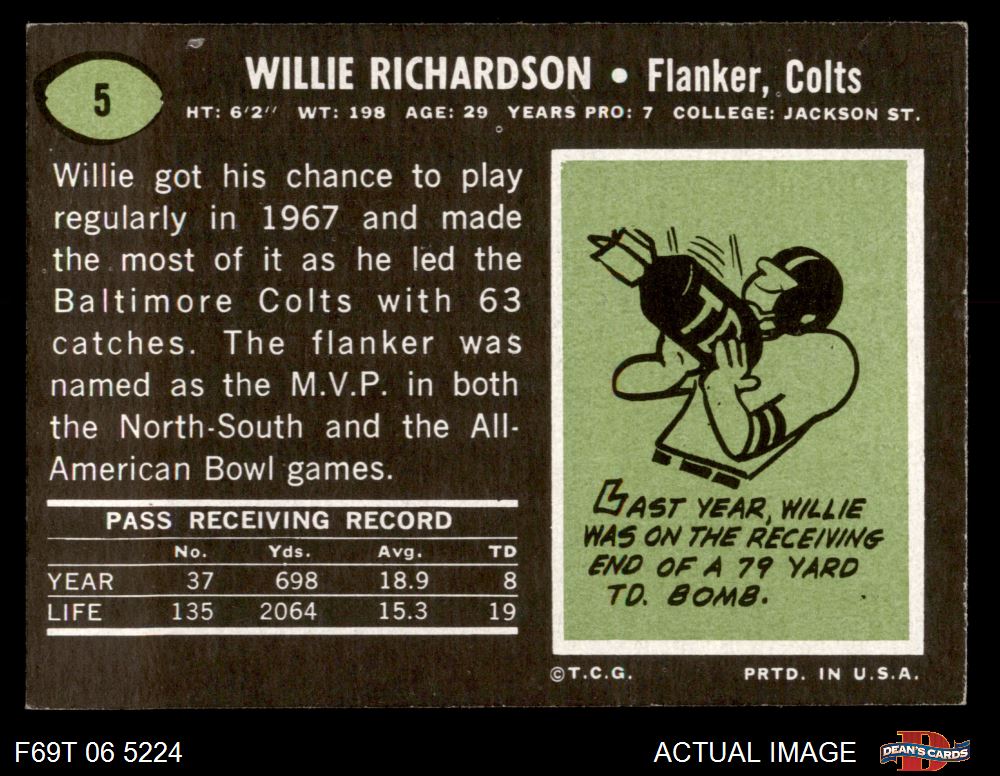 5
WILLIE RICHARDSON • Flanker, Colts
HT: 6'2'' WT: 198 AGE: 29 YEARS PRO: 7 COLLEGE: JACKSON ST.
Willie got his chance to play
regularly in 1967 and made
the most of it as he led the
Baltimore Colts with 63
catches. The flanker was
named as the M.V.P. in both
the North-South and the All-
American Bowl games.
PASS RECEIVING RECORD
No. Yds. Avg. TD
YEAR 37 698 18.9 8
LIFE 135 2064 15.3 19
TD
LAST YEAR, WILLIE
WAS ON THE RECEIVING
END OF A 79 YARD
TD. BOMB.
©T.C.G. PRTD. IN U.S.A.
F69T 06 5224
ACTUAL IMAGE
D
DEAN'S CARDS